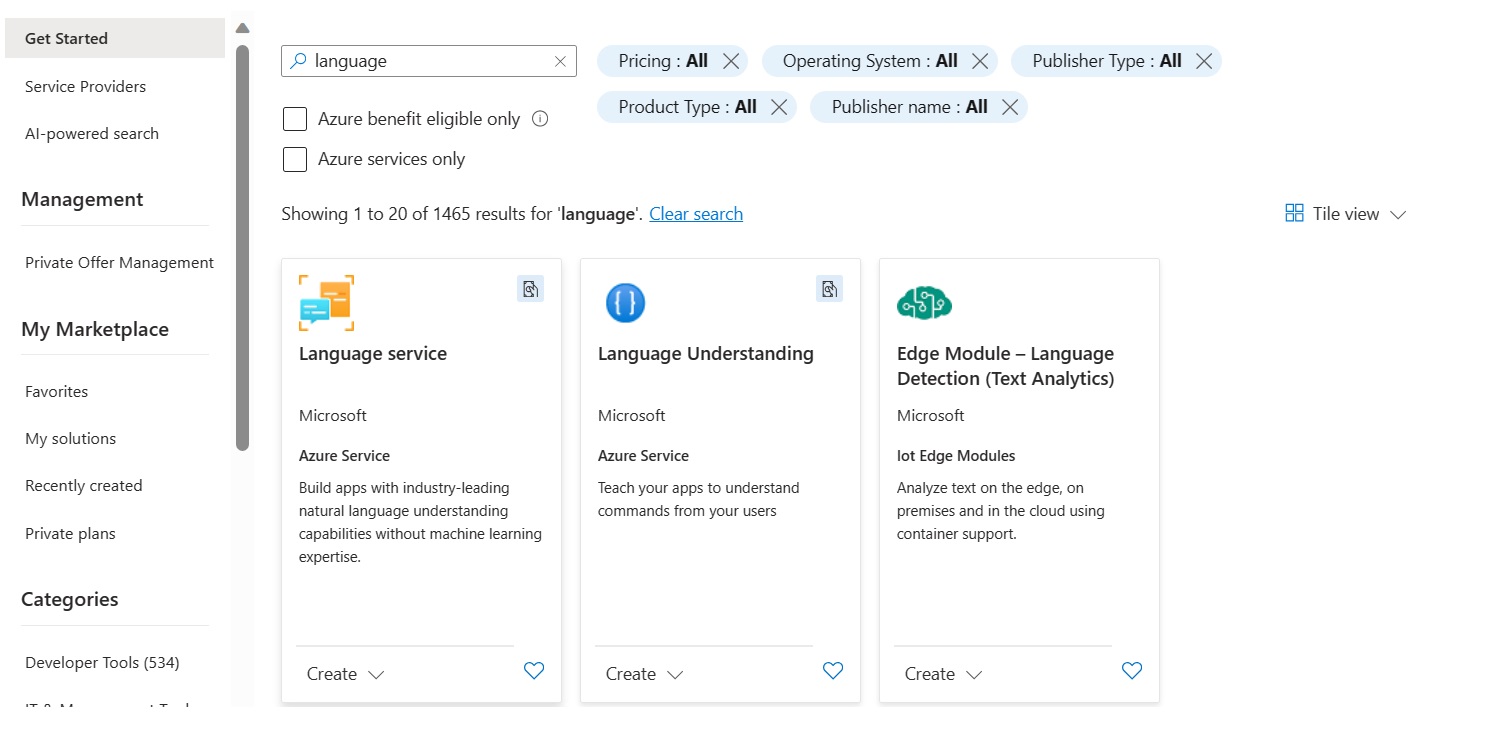 Get Started
Service Providers
AI-powered search
Management
Private Offer Management
My Marketplace
Favorites
My solutions
Recently created
Private plans
Categories
Developer Tools (534)
language
Pricing : All
Operating System : All
Publisher Type : All
Product Type : All
Publisher name : All
Azure benefit eligible only
Azure services only
Showing 1 to 20 of 1465 results for 'language'. Clear search
Tile view
Language service
Microsoft
Azure Service
Build apps with industry-leading
natural language understanding
capabilities without machine learning
expertise.
Create
Language Understanding
Microsoft
Azure Service
Teach your apps to understand
commands from your users
Create
Edge Module – Language
Detection (Text Analytics)
Microsoft
Iot Edge Modules
Analyze text on the edge, on
premises and in the cloud using
container support.
Create